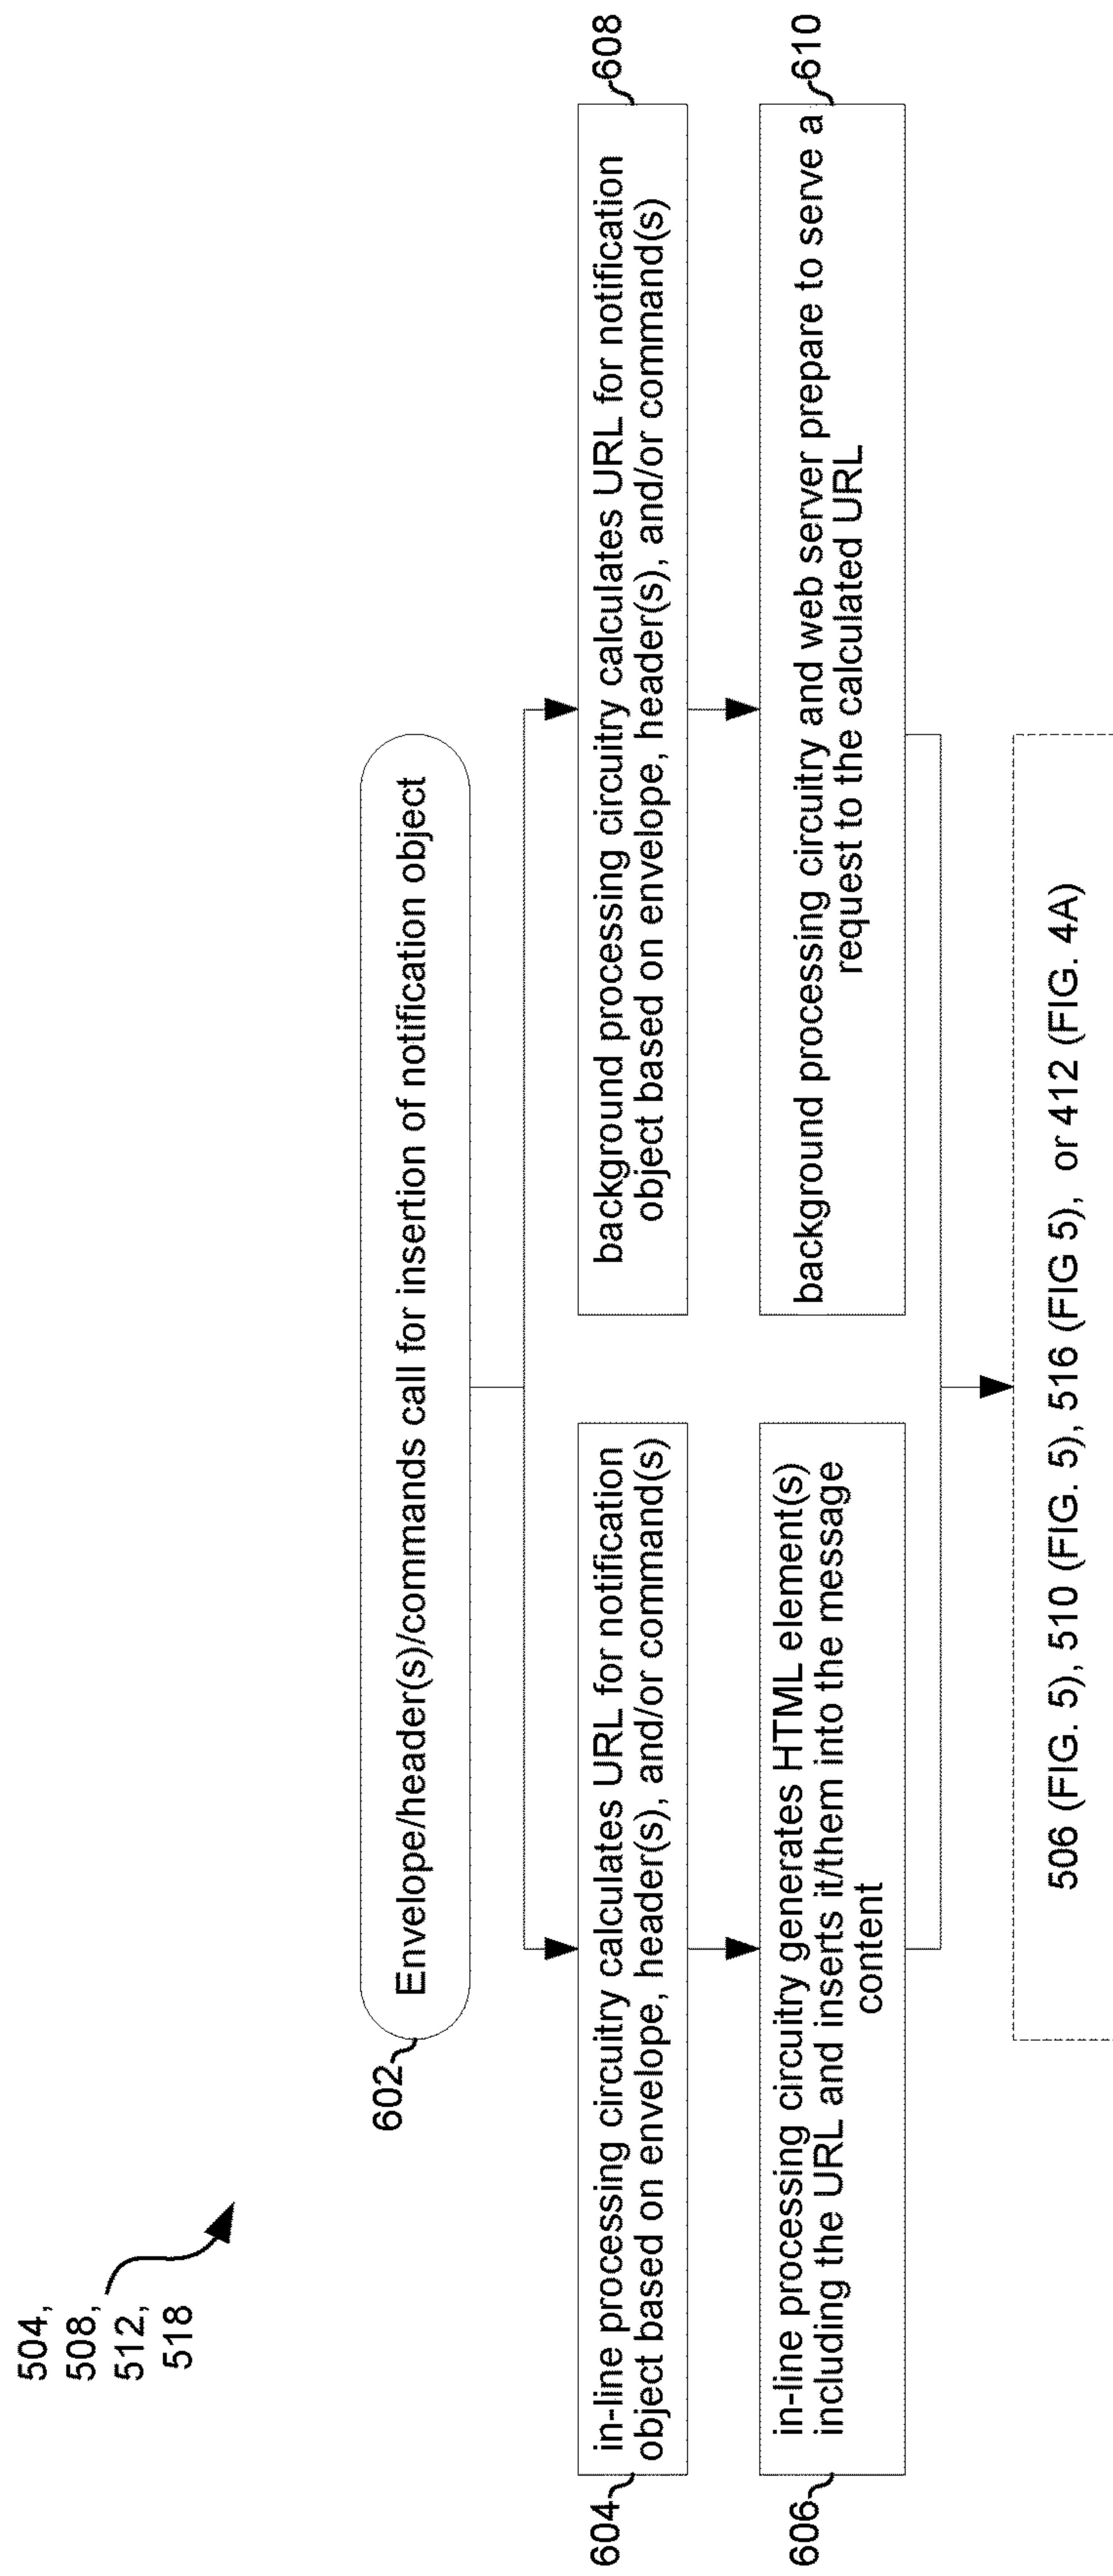 504,
508,
512,
518
602
Envelope/header(s)/commands call for insertion of notification object
604
in-line processing circuitry calculates URL for notification
object based on envelope, header(s), and/or command(s)
background processing circuitry calculates URL for notification
object based on envelope, header(s), and/or command(s)
608
606
in-line processing circuitry generates HTML element(s)
including the URL and inserts it/them into the message
content
background processing circuitry and web server prepare to serve a
request to the calculated URL
610
506 (FIG. 5), 510 (FIG. 5), 516 (FIG 5),  or 412 (FIG. 4A)